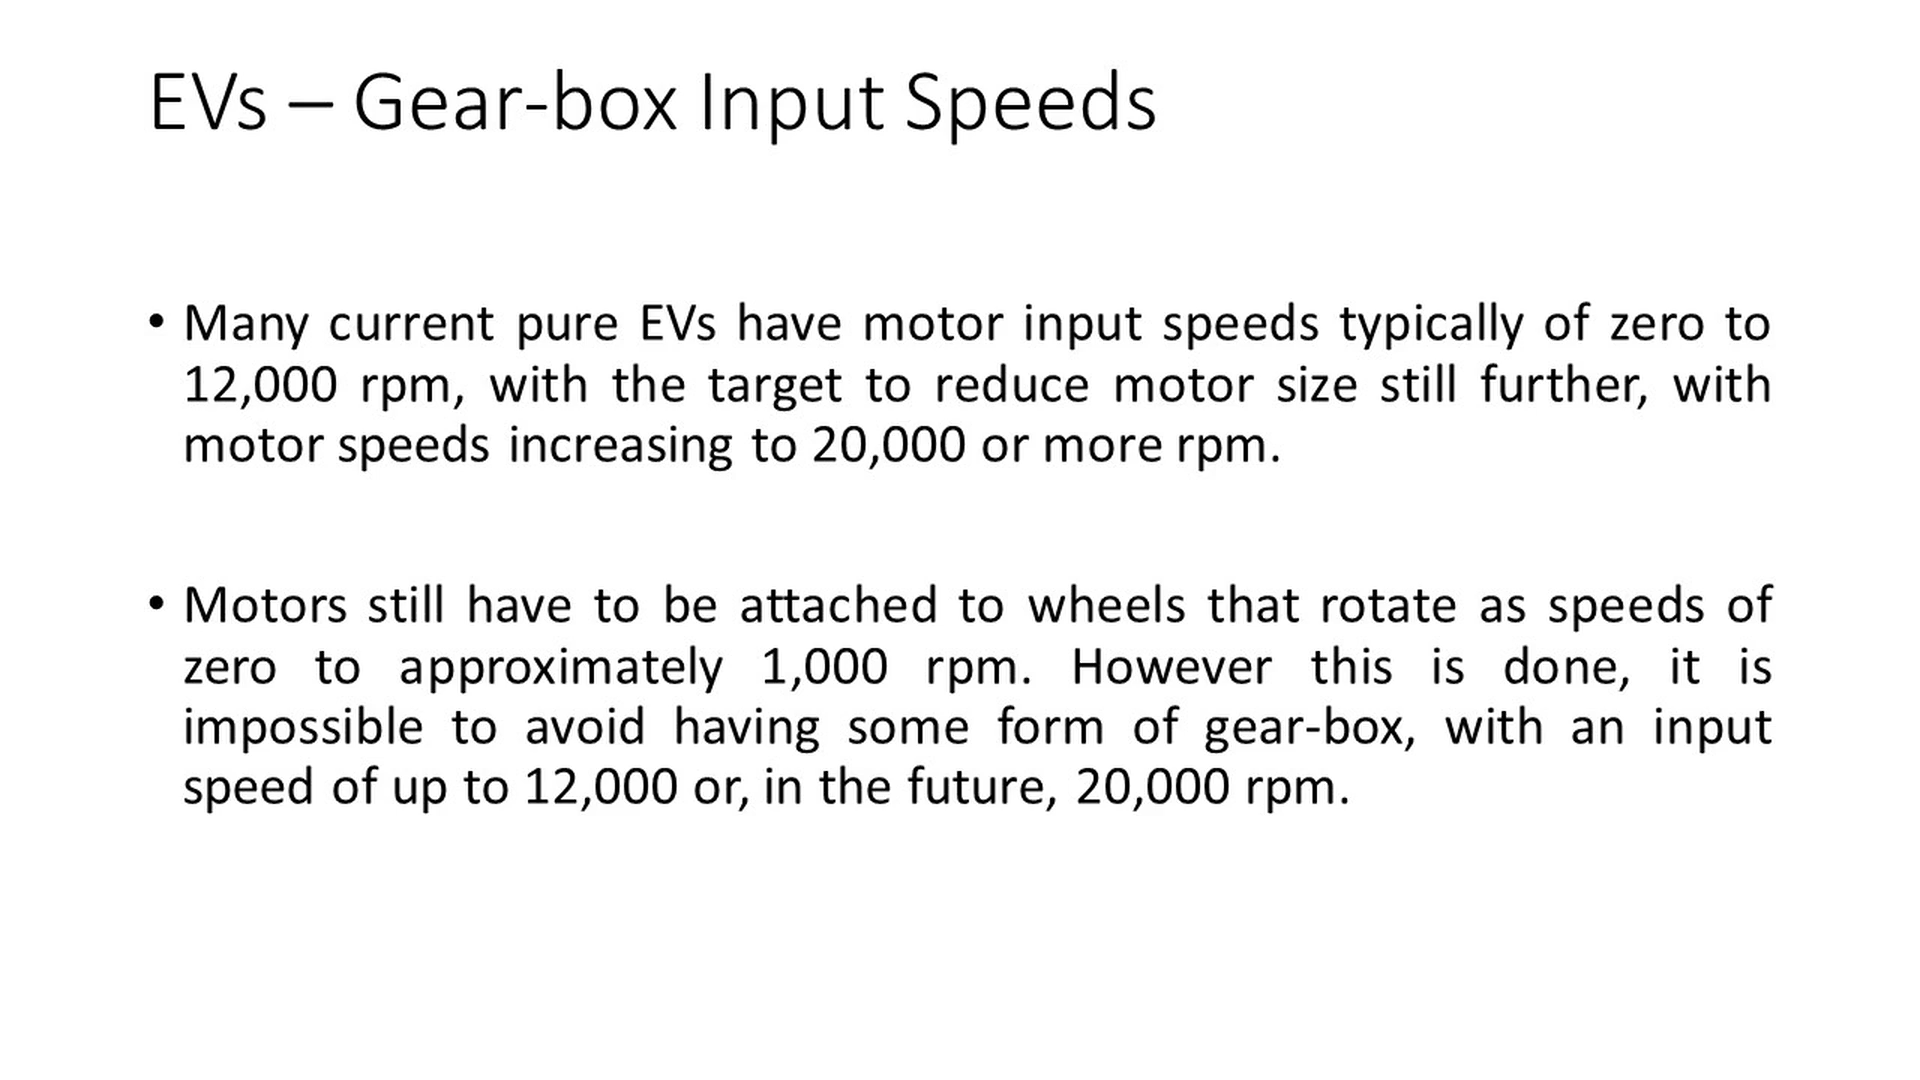 EVs – Gear-box Input Speeds
• Many current pure EVs have motor input speeds typically of zero to
12,000 rpm, with the target to reduce motor size still further, with
motor speeds increasing to 20,000 or more rpm.
• Motors still have to be attached to wheels that rotate as speeds of
zero to approximately 1,000 rpm. However this is done, it is
impossible to avoid having some form of gear-box, with an input
speed of up to 12,000 or, in the future, 20,000 rpm.